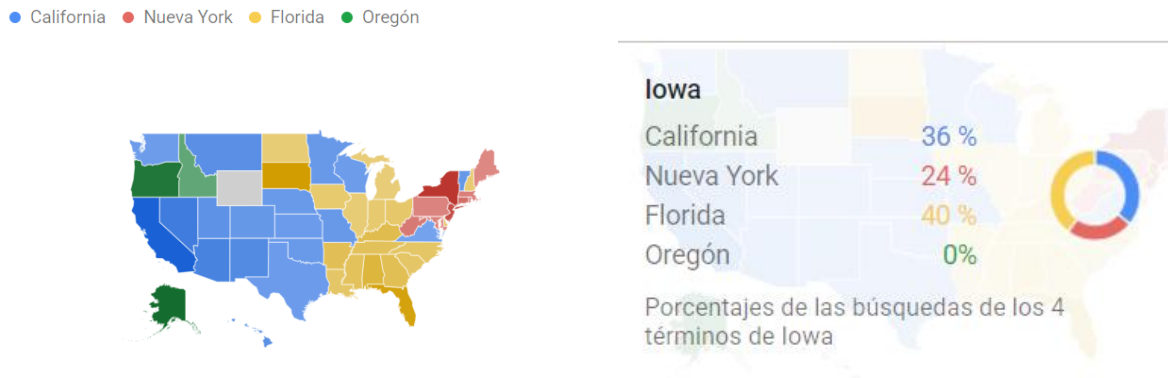 California Nueva York Florida Oregón
Iowa
California 36 %
Nueva York 24 %
Florida 40 %
Oregón 0%
Porcentajes de las búsquedas de los 4
términos de Iowa